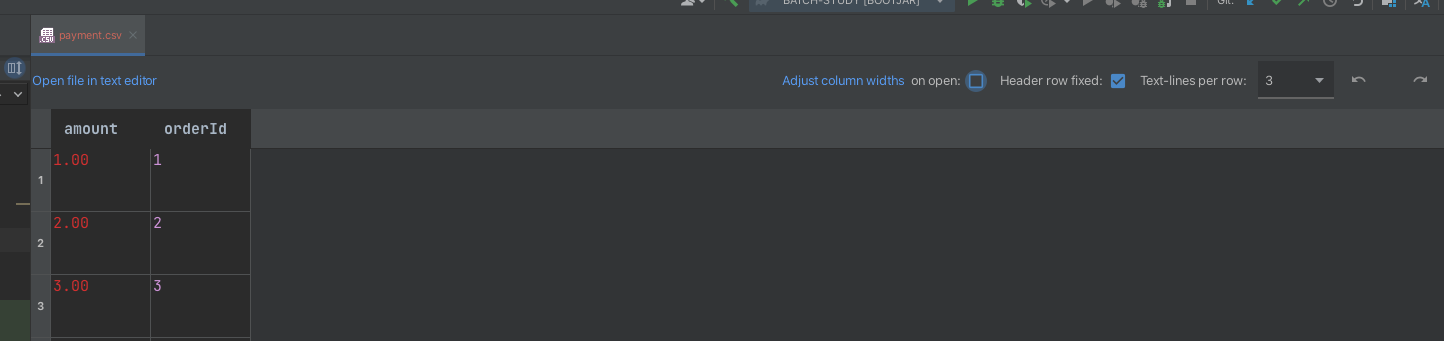 BATCH-STUDY [BOOTJAR]
Git:
payment.csv
Open file in text editor
Adjust column widths on open: Header row fixed: Text-lines per row: 3
amount orderId
1 1.00 1
2 2.00 2
3 3.00 3